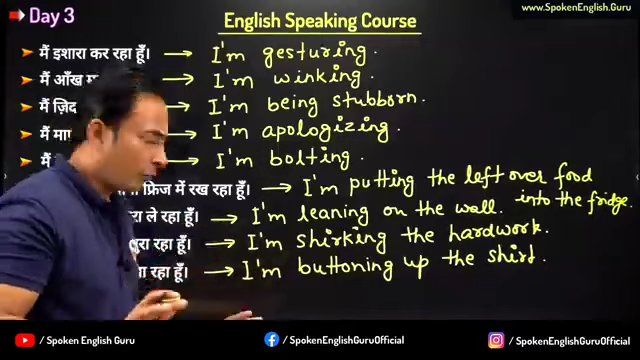 Day 3
English Speaking Course
www.SpokenEnglish.Guru
मैं इशारा कर रहा हूँ। → I'm gesturing.
मैं आँख → I'm winking.
मैं ज़िद → I'm being stubborn.
मैं → I'm apologizing.
मैं → I'm bolting.
फ्रिज में रख रहा हूँ। → I'm putting the left over food
into the fridge.
ले रहा हूँ। → I'm leaning on the wall.
रहा हूँ। → I'm shirking the hardwork.
रहा हूँ। → I'm buttoning up the shirt.
/ Spoken English Guru
/ SpokenEnglishGuruOfficial
/ SpokenEnglishGuruOfficial